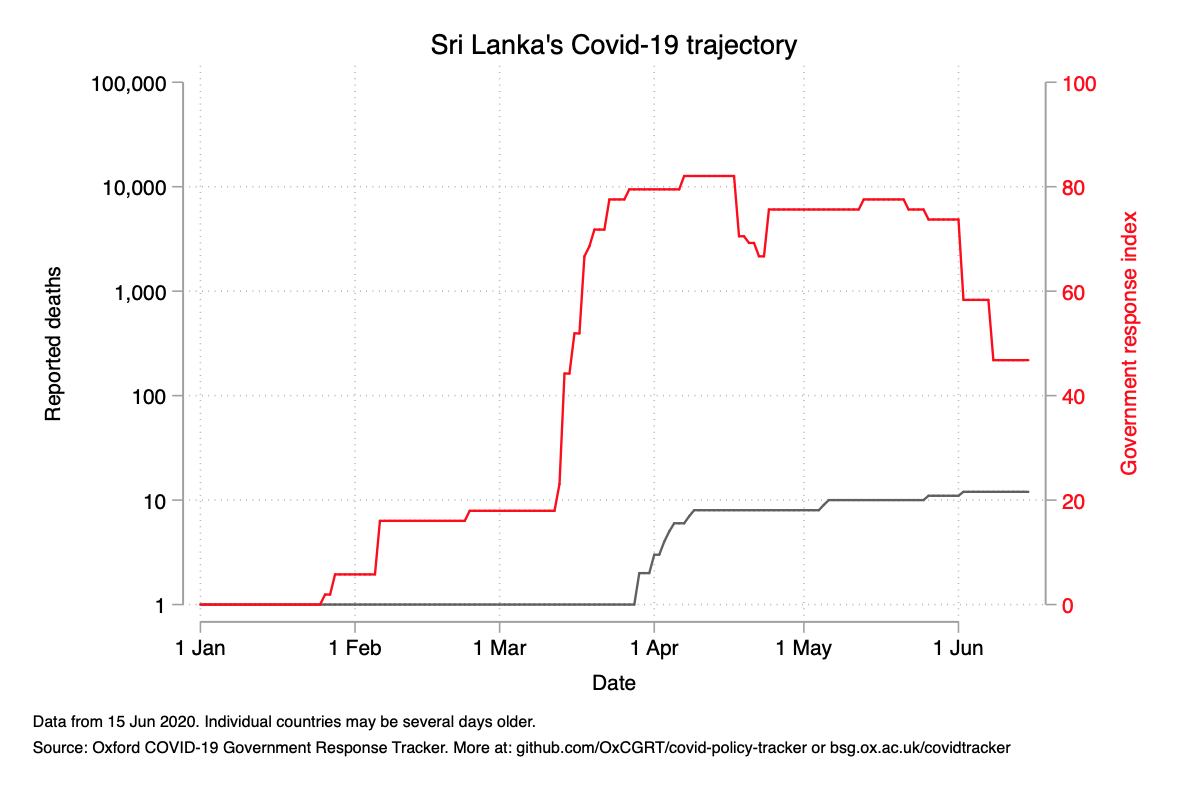 Sri Lanka's Covid-19 trajectory
100,000
10,000
1,000
100
10
1
Reported deaths
100
80
60
40
20
0
Government response index
1 Jan
1 Feb
1 Mar
1 Apr
1 May
1 Jun
Date
Data from 15 Jun 2020. Individual countries may be several days older.
Source: Oxford COVID-19 Government Response Tracker. More at: github.com/OxCGRT/covid-policy-tracker or bsg.ox.ac.uk/covidtracker